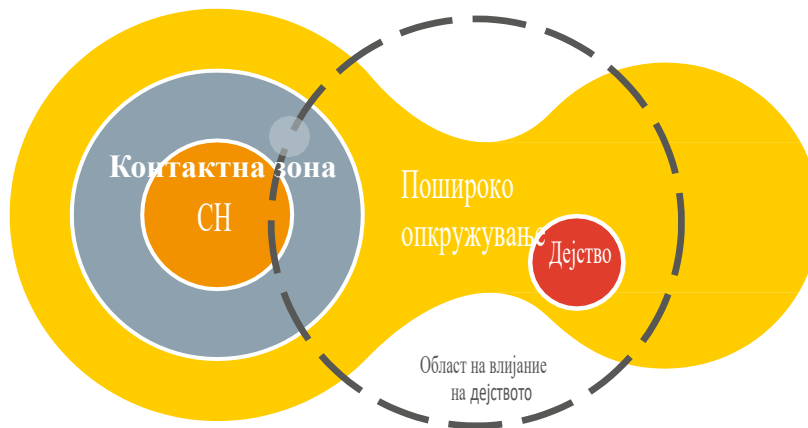 Контактна зона
СН
Пошироко
опкружување
Дејство
Област на влијание
на дејството